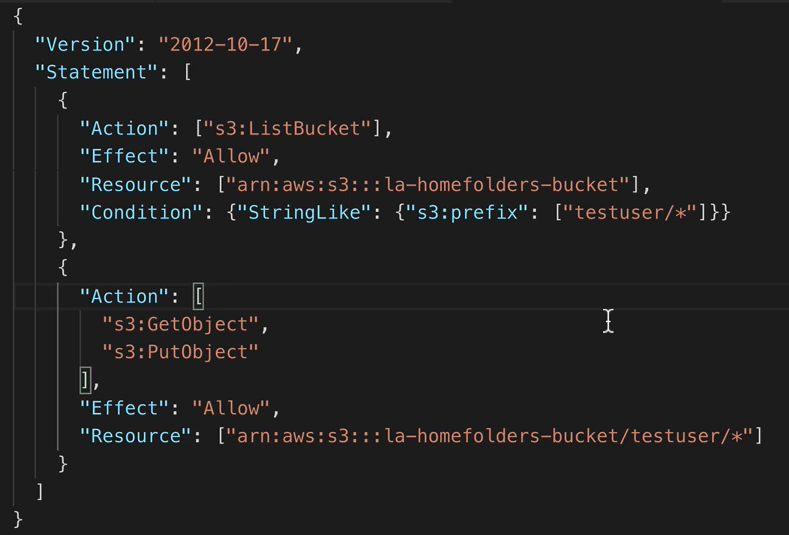 {
"Version": "2012-10-17",
"Statement": [
{
"Action": ["s3:ListBucket"],
"Effect": "Allow",
"Resource": ["arn:aws:s3:::la-homefolders-bucket"],
"Condition": {"StringLike": {"s3:prefix": ["testuser/*"]}}
},
{
"Action": [
"s3:GetObject",
"s3:PutObject"
],
"Effect": "Allow",
"Resource": ["arn:aws:s3:::la-homefolders-bucket/testuser/*"]
}
]
}